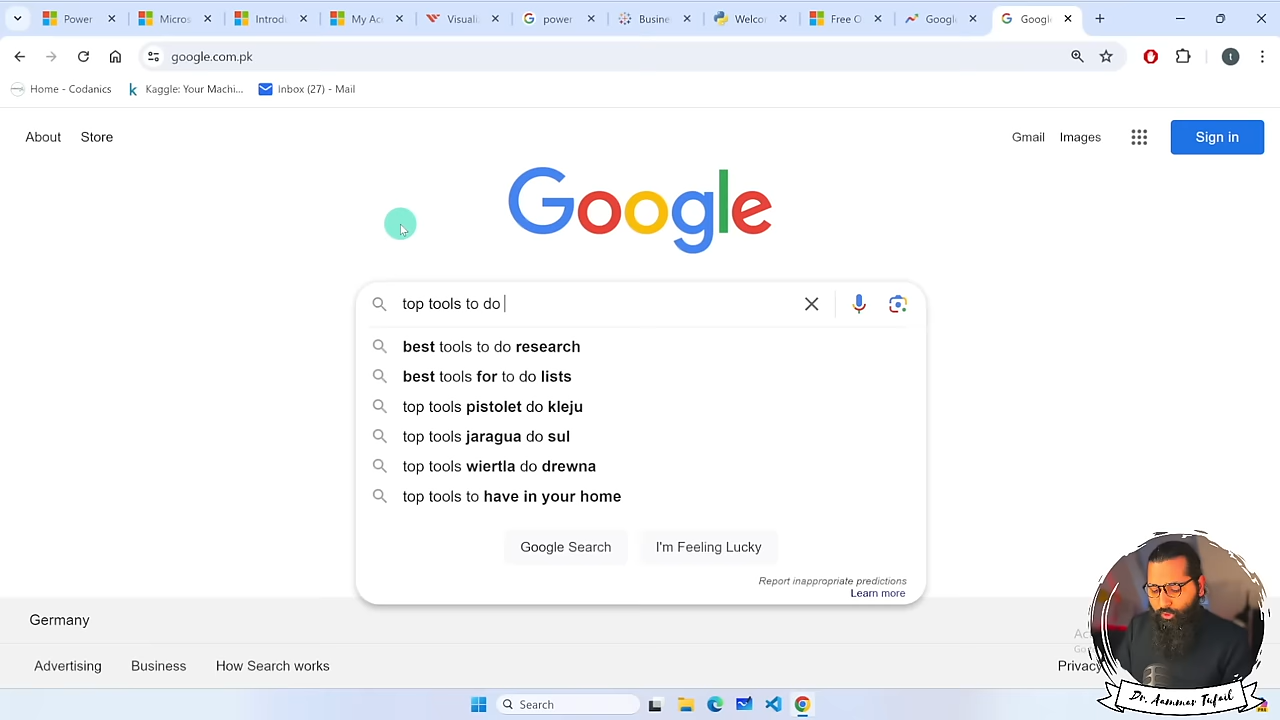 Power
Micros
Introd
My Ac
Visuali
power
Busine
Welco
Free O
Google
Google
google.com.pk
Home - Codanics
Kaggle: Your Machi...
Inbox (27) - Mail
About
Store
Gmail
Images
Sign in
Google
top tools to do
best tools to do research
best tools for to do lists
top tools pistolet do kleju
top tools jaragua do sul
top tools wiertla do drewna
top tools to have in your home
Google Search
I'm Feeling Lucky
Report inappropriate predictions
Learn more
Germany
Advertising
Business
How Search works
Privacy
Search
Dr. Aammar Tufail